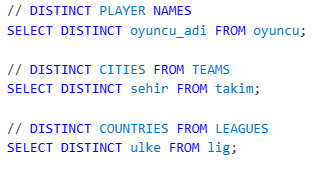 // DISTINCT PLAYER NAMES
SELECT DISTINCT oyuncu_adi FROM oyuncu;
// DISTINCT CITIES FROM TEAMS
SELECT DISTINCT sehir FROM takim;
// DISTINCT COUNTRIES FROM LEAGUES
SELECT DISTINCT ulke FROM lig;